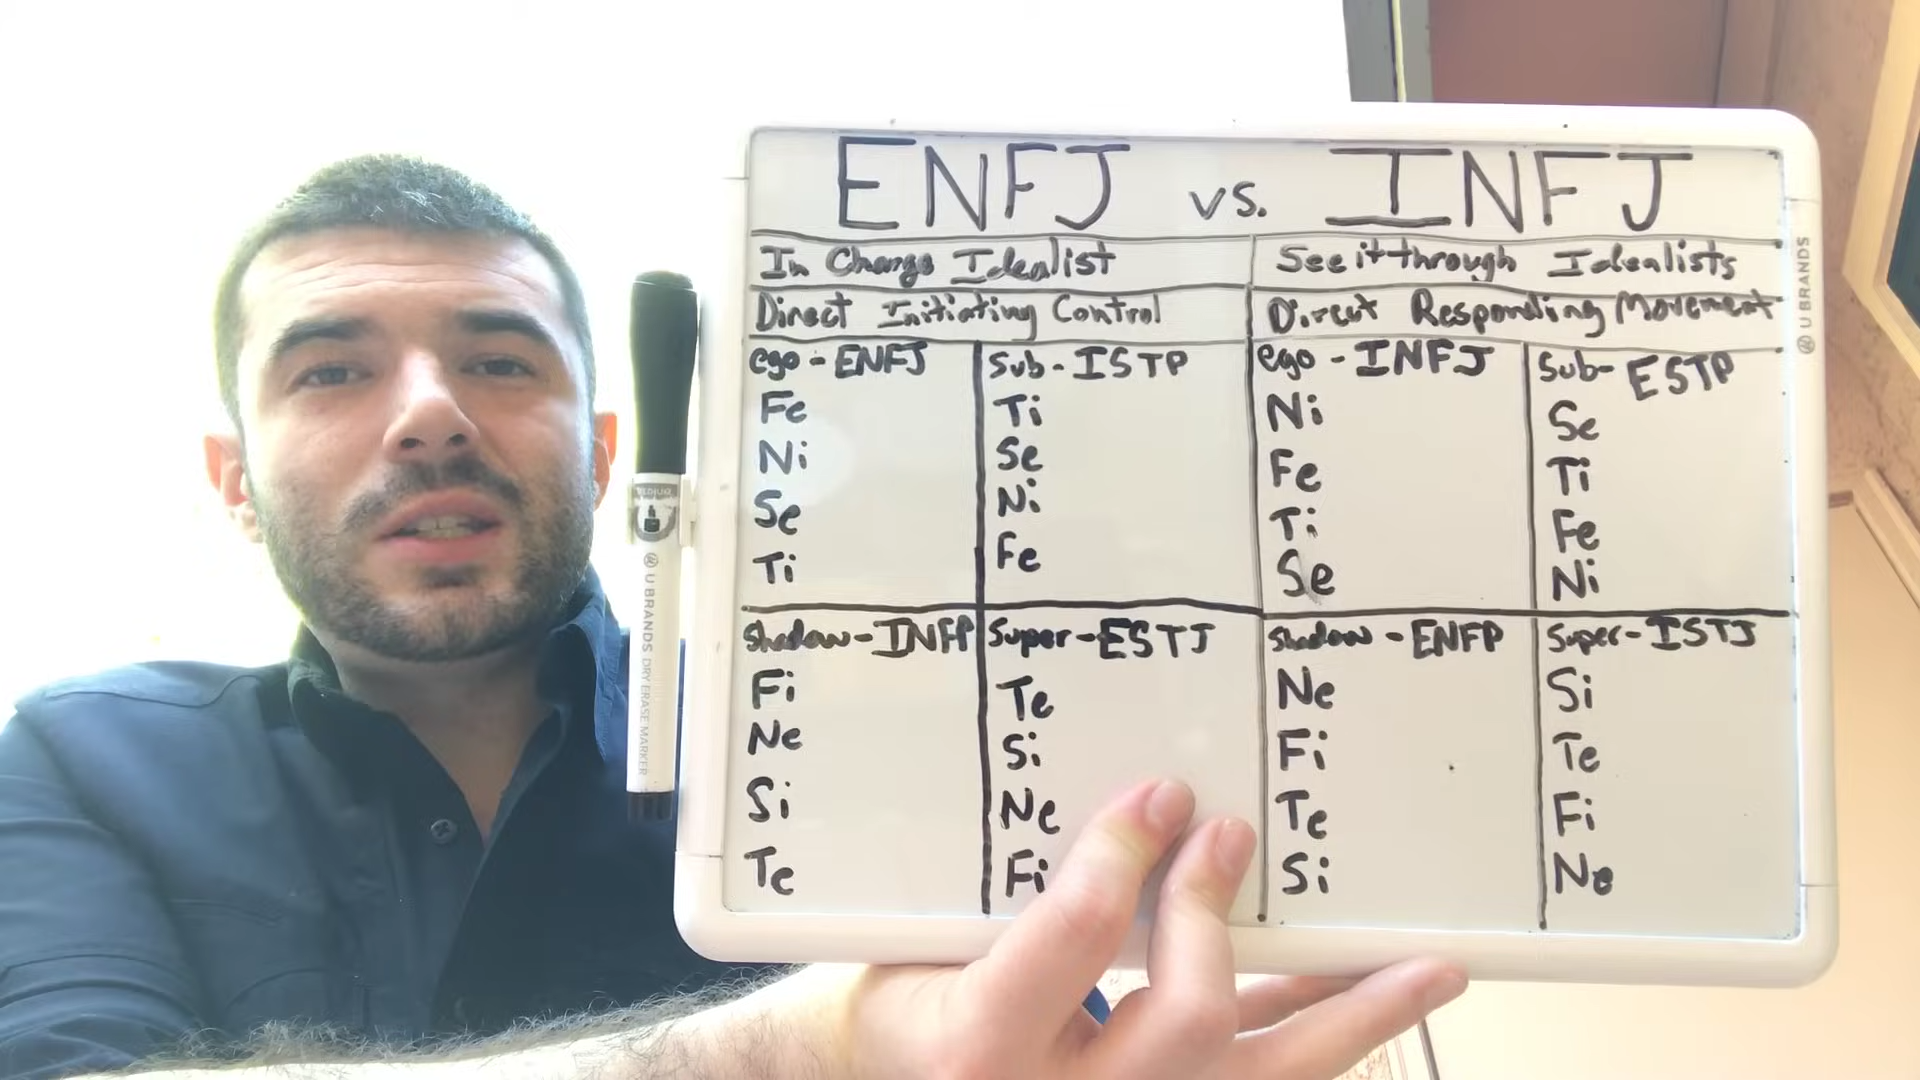 ENFJ vs. INFJ
In Charge Idealist
See it through Idealists
Direct Initiating Control
Direct Responding Movement
ego - ENFJ
Fe
Ni
Se
Ti
Sub - ISTP
Ti
Se
Ni
Fe
ego - INFJ
Ni
Fe
Ti
Se
Sub - ESTP
Se
Ti
Fe
Ni
Shadow - INFP
Fi
Ne
Si
Te
Super - ESTJ
Te
Si
Ne
Fi
Shadow - ENFP
Ne
Fi
Te
Si
Super - ISTJ
Si
Te
Fi
Ne
U BRANDS
U BRANDS DRY ERASE MARKER